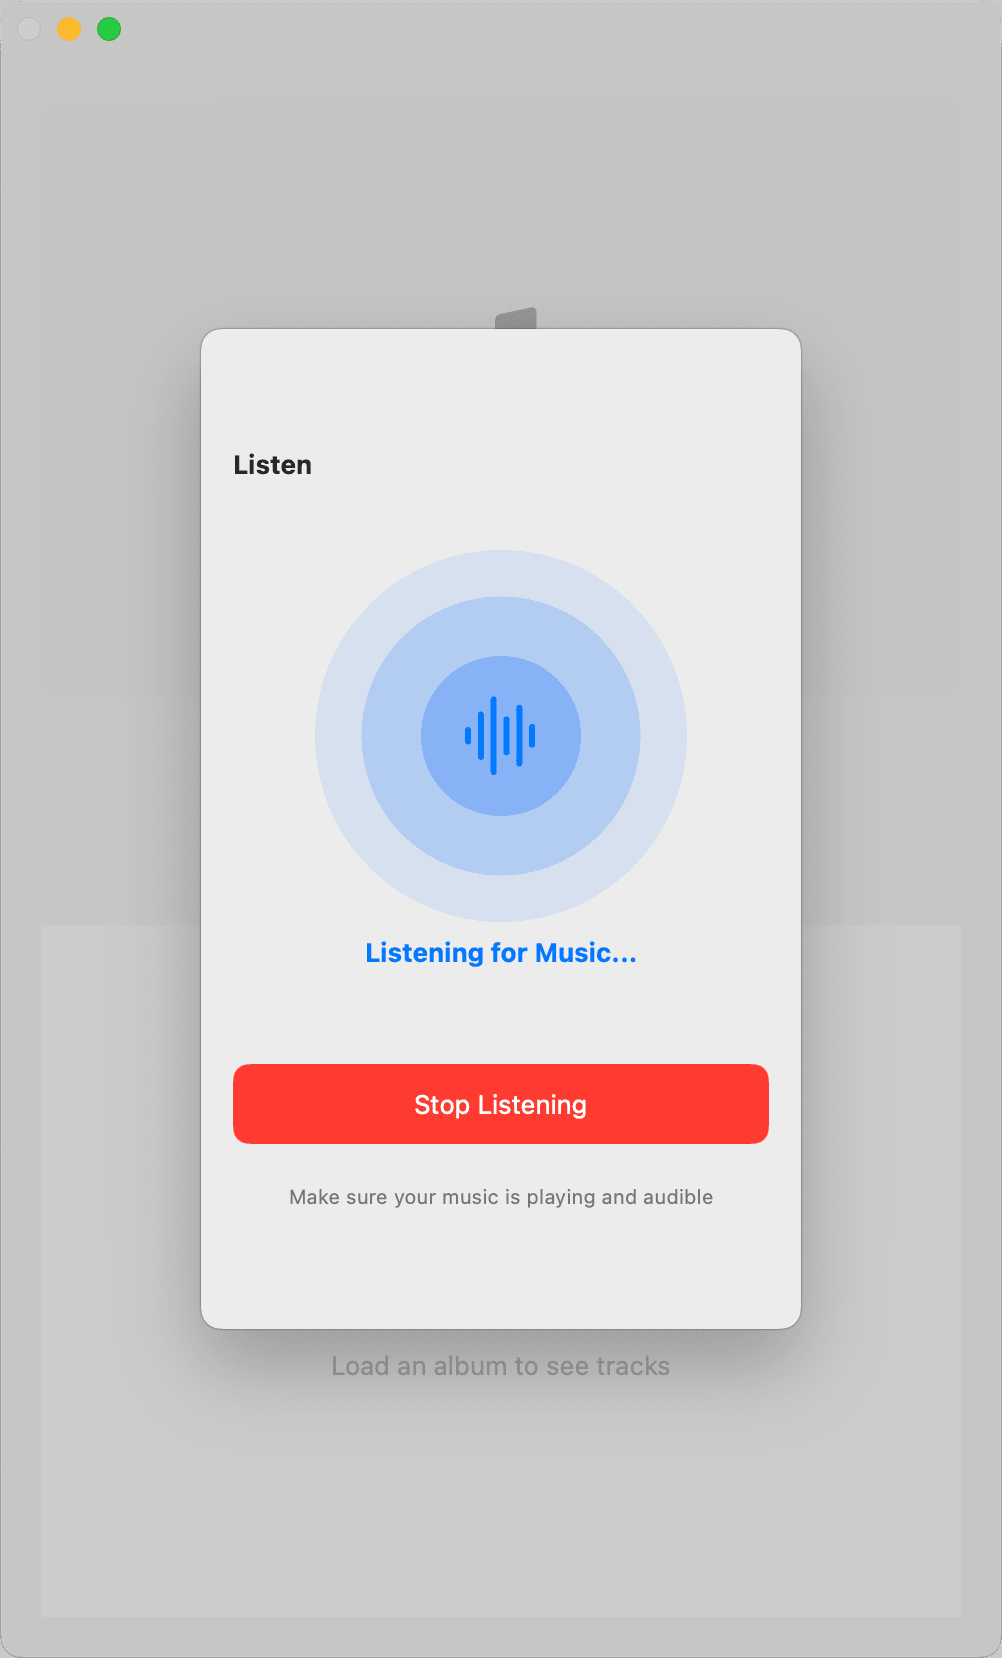 Listen
Listening for Music...
Stop Listening
Make sure your music is playing and audible
Load an album to see tracks